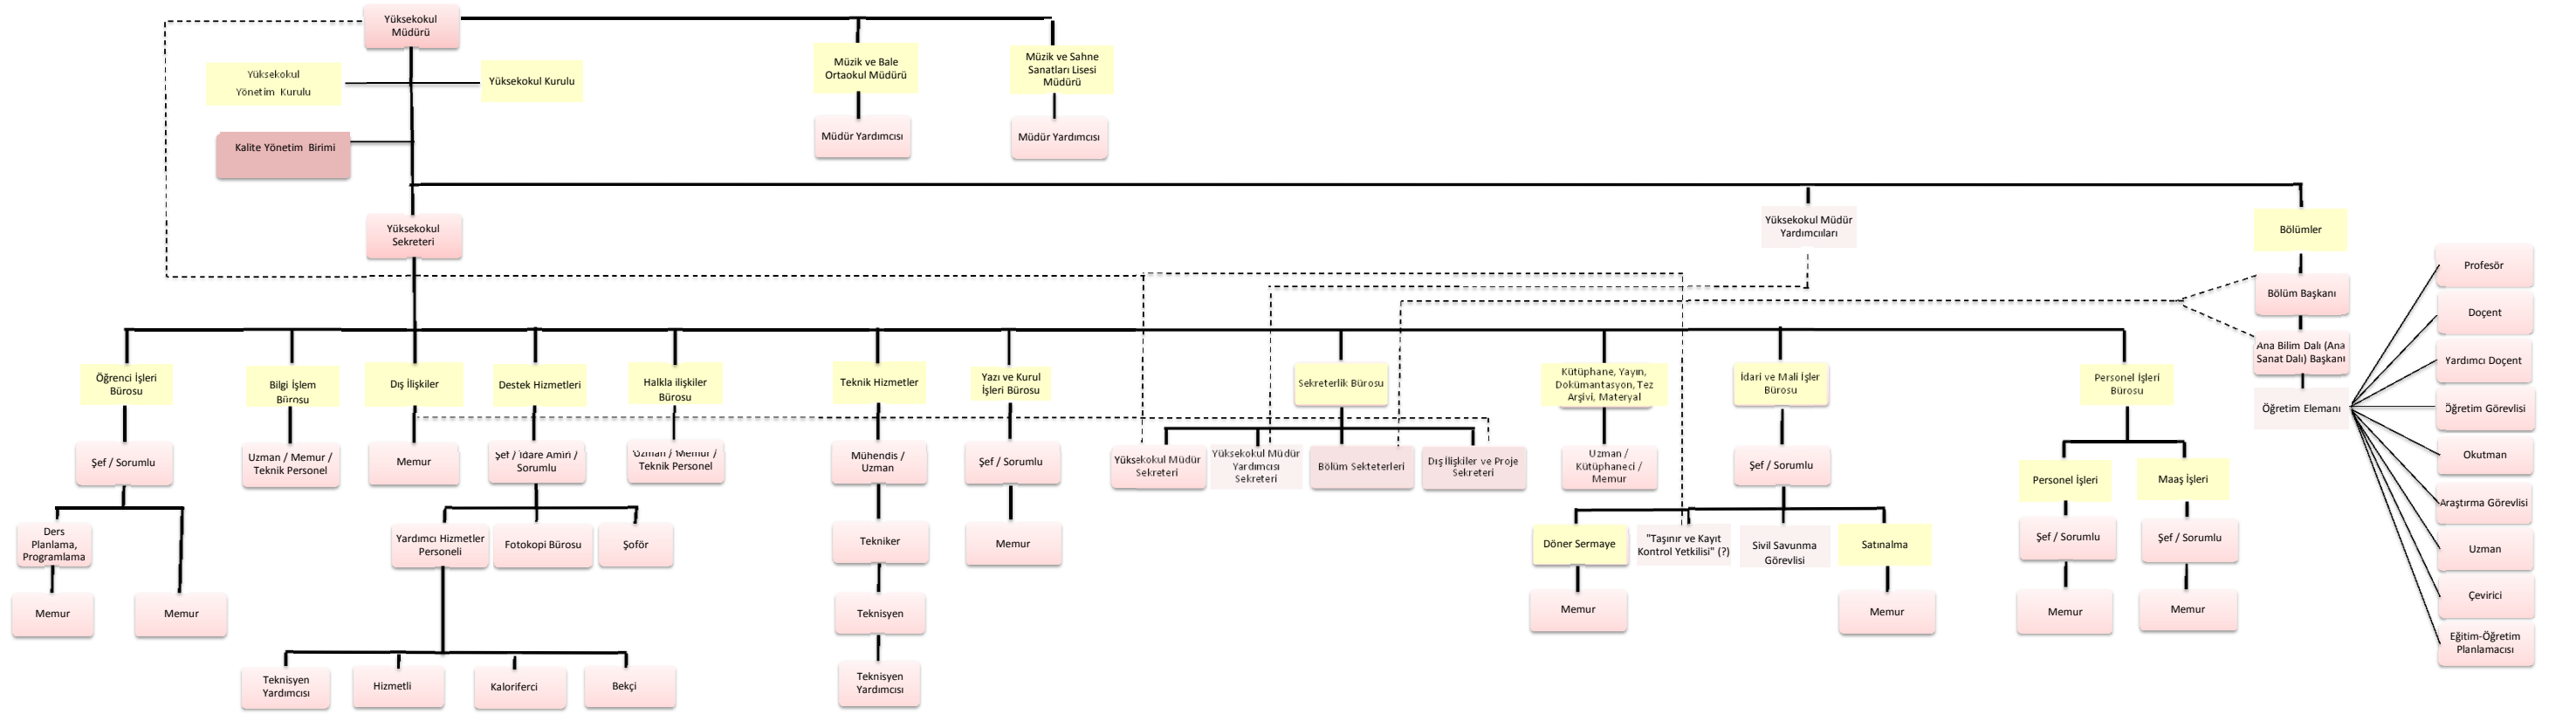 Yüksekokul
Müdürü
Yüksekokul
Yönetim Kurulu
Yüksekokul Kurulu
Müzik ve Bale
Ortaokul Müdürü
Müzik ve Sahne
Sanatları Lisesi
Müdürü
Müdür Yardımcısı
Müdür Yardımcısı
Kalite Yönetim Birimi
Yüksekokul
Sekreteri
Yüksekokul Müdür
Yardımcıları
Bölümler
Bölüm Başkanı
Ana Bilim Dalı (Ana
Sanat Dalı) Başkanı
Öğretim Elemanı
Profesör
Doçent
Yardımcı Doçent
Öğretim Görevlisi
Okutman
Araştırma Görevlisi
Uzman
Çevirici
Eğitim-Öğretim
Planlamacısı
Öğrenci İşleri
Bürosu
Bilgi İşlem
Bürosu
Dış İlişkiler
Destek Hizmetleri
Halkla ilişkiler
Bürosu
Teknik Hizmetler
Yazı ve Kurul
İşleri Bürosu
Sekreterlik Bürosu
Kütüphane, Yayın,
Dokümantasyon, Tez
Arşivi, Materyal
İdari ve Mali İşler
Bürosu
Personel İşleri
Bürosu
Şef / Sorumlu
Uzman / Memur /
Teknik Personel
Memur
Şef / İdare Amiri /
Sorumlu
Uzman / Memur /
Teknik Personel
Mühendis /
Uzman
Şef / Sorumlu
Yüksekokul Müdür
Sekreteri
Yüksekokul Müdür
Yardımcısı
Sekreteri
Bölüm Sekteterleri
Dış İlişkiler ve Proje
Sekreteri
Uzman /
Kütüphaneci /
Memur
Şef / Sorumlu
Personel İşleri
Maaş İşleri
Ders
Planlama,
Programlama
Memur
Memur
Yardımcı Hizmetler
Personeli
Fotokopi Bürosu
Şoför
Tekniker
Memur
Döner Sermaye
"Taşınır ve Kayıt
Kontrol Yetkilisi" (?)
Sivil Savunma
Görevlisi
Satınalma
Şef / Sorumlu
Şef / Sorumlu
Teknisyen
Memur
Memur
Memur
Memur
Teknisyen
Yardımcısı
Hizmetli
Kaloriferci
Bekçi
Teknisyen
Yardımcısı